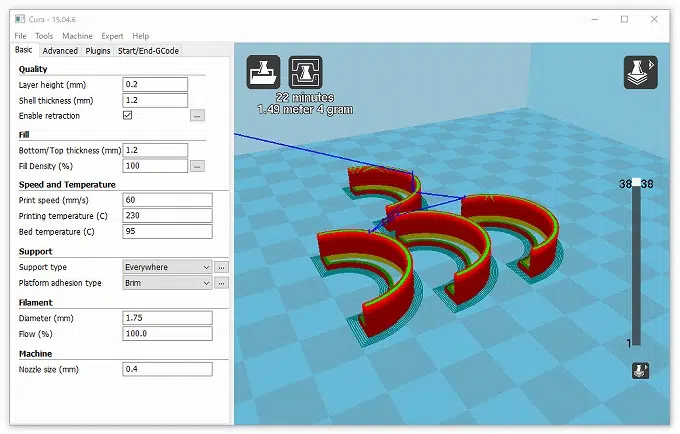 Cura - 15.04.6
File Tools Machine Expert Help
Basic Advanced Plugins Start/End-GCode
Quality
Layer height (mm) 0.2
Shell thickness (mm) 1.2
Enable retraction ...
Fill
Bottom/Top thickness (mm) 1.2
Fill Density (%) 100 ...
Speed and Temperature
Print speed (mm/s) 60
Printing temperature (C) 230
Bed temperature (C) 95
Support
Support type Everywhere ...
Platform adhesion type Brim ...
Filament
Diameter (mm) 1.75
Flow (%) 100.0
Machine
Nozzle size (mm) 0.4
22 minutes
1.49 meter 4 gram
38 38
1